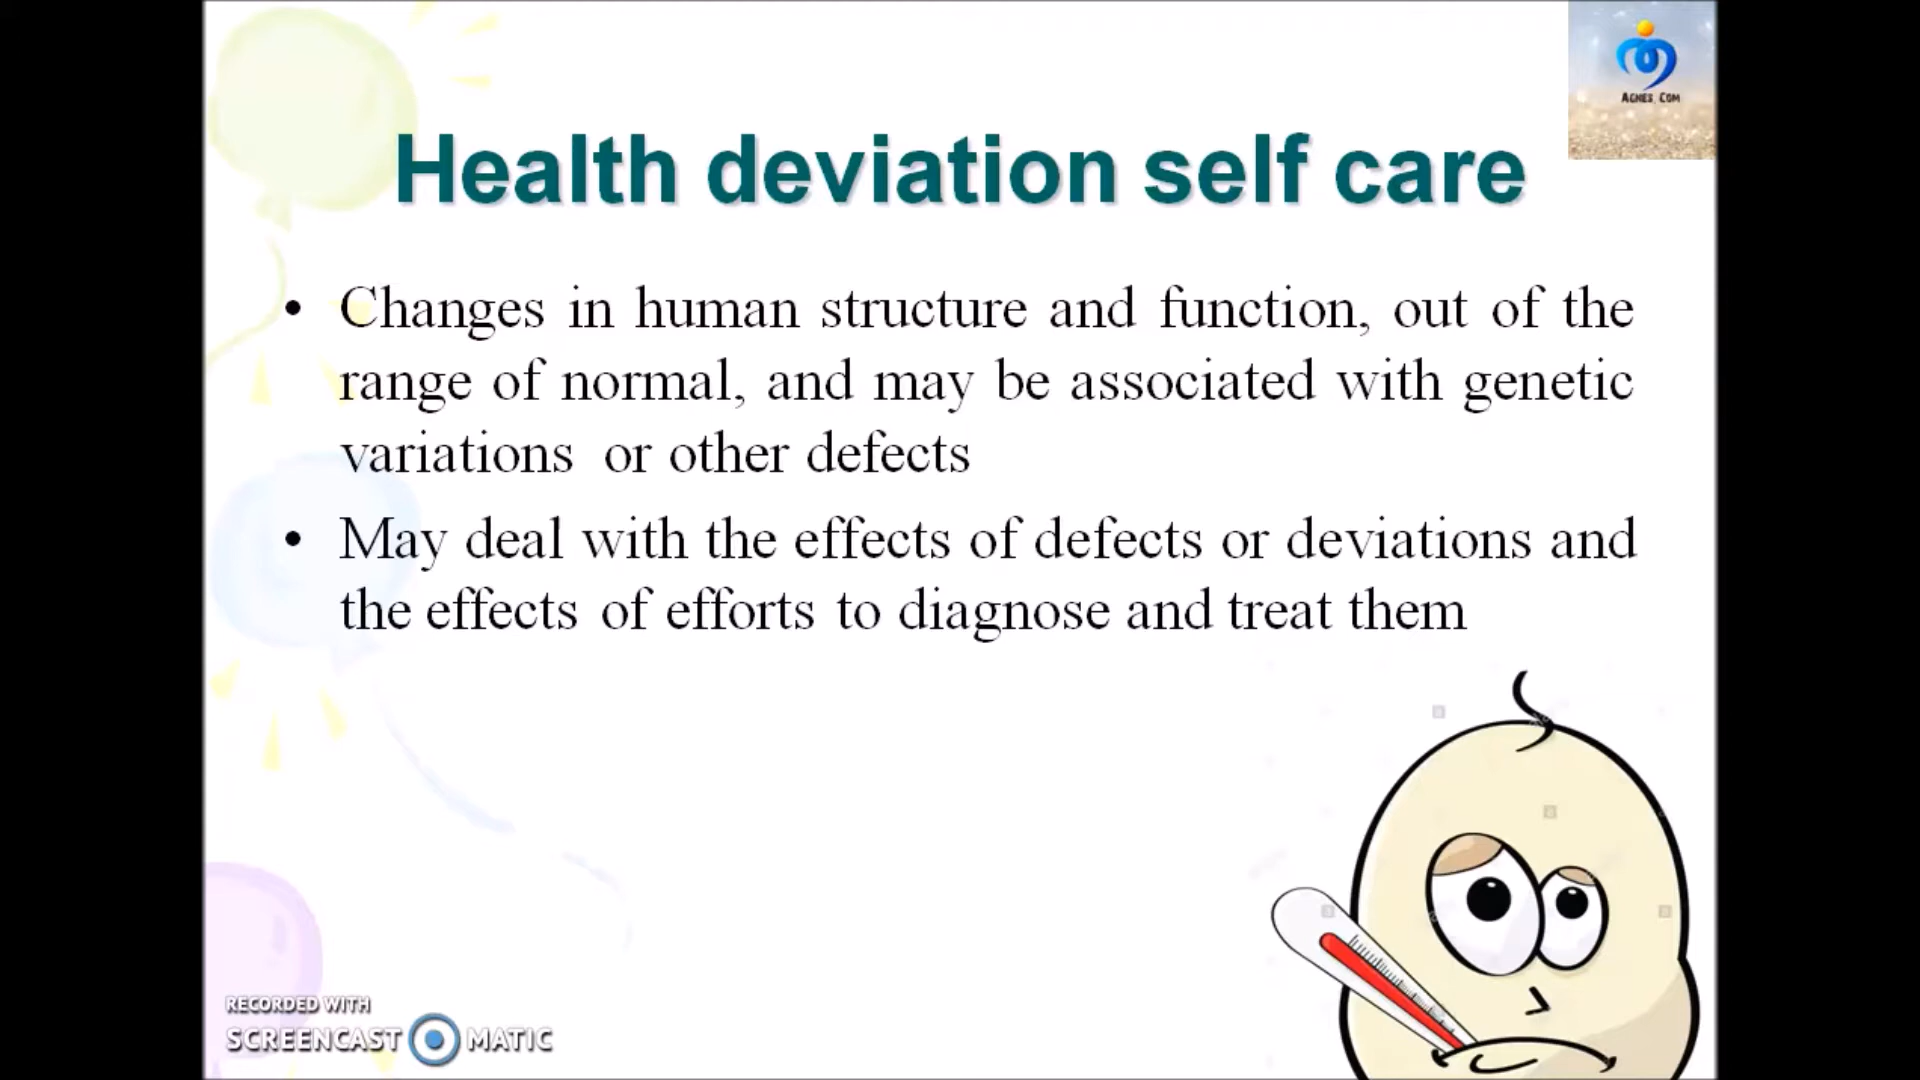 AGNES. COM
Health deviation self care
• Changes in human structure and function, out of the
range of normal, and may be associated with genetic
variations or other defects
• May deal with the effects of defects or deviations and
the effects of efforts to diagnose and treat them
RECORDED WITH
SCREENCAST MATIC